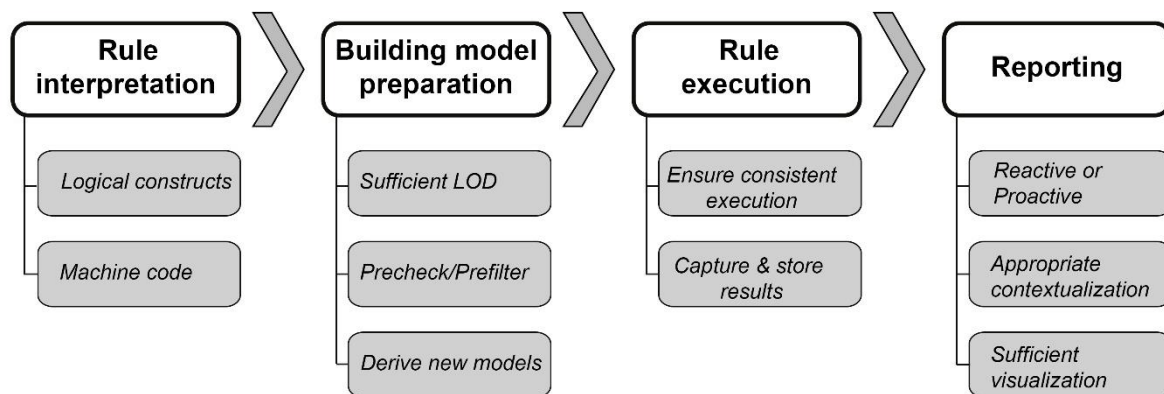 Rule
interpretation
Logical constructs
Machine code
Building model
preparation
Sufficient LOD
Precheck/Prefilter
Derive new models
Rule
execution
Ensure consistent
execution
Capture & store
results
Reporting
Reactive or
Proactive
Appropriate
contextualization
Sufficient
visualization